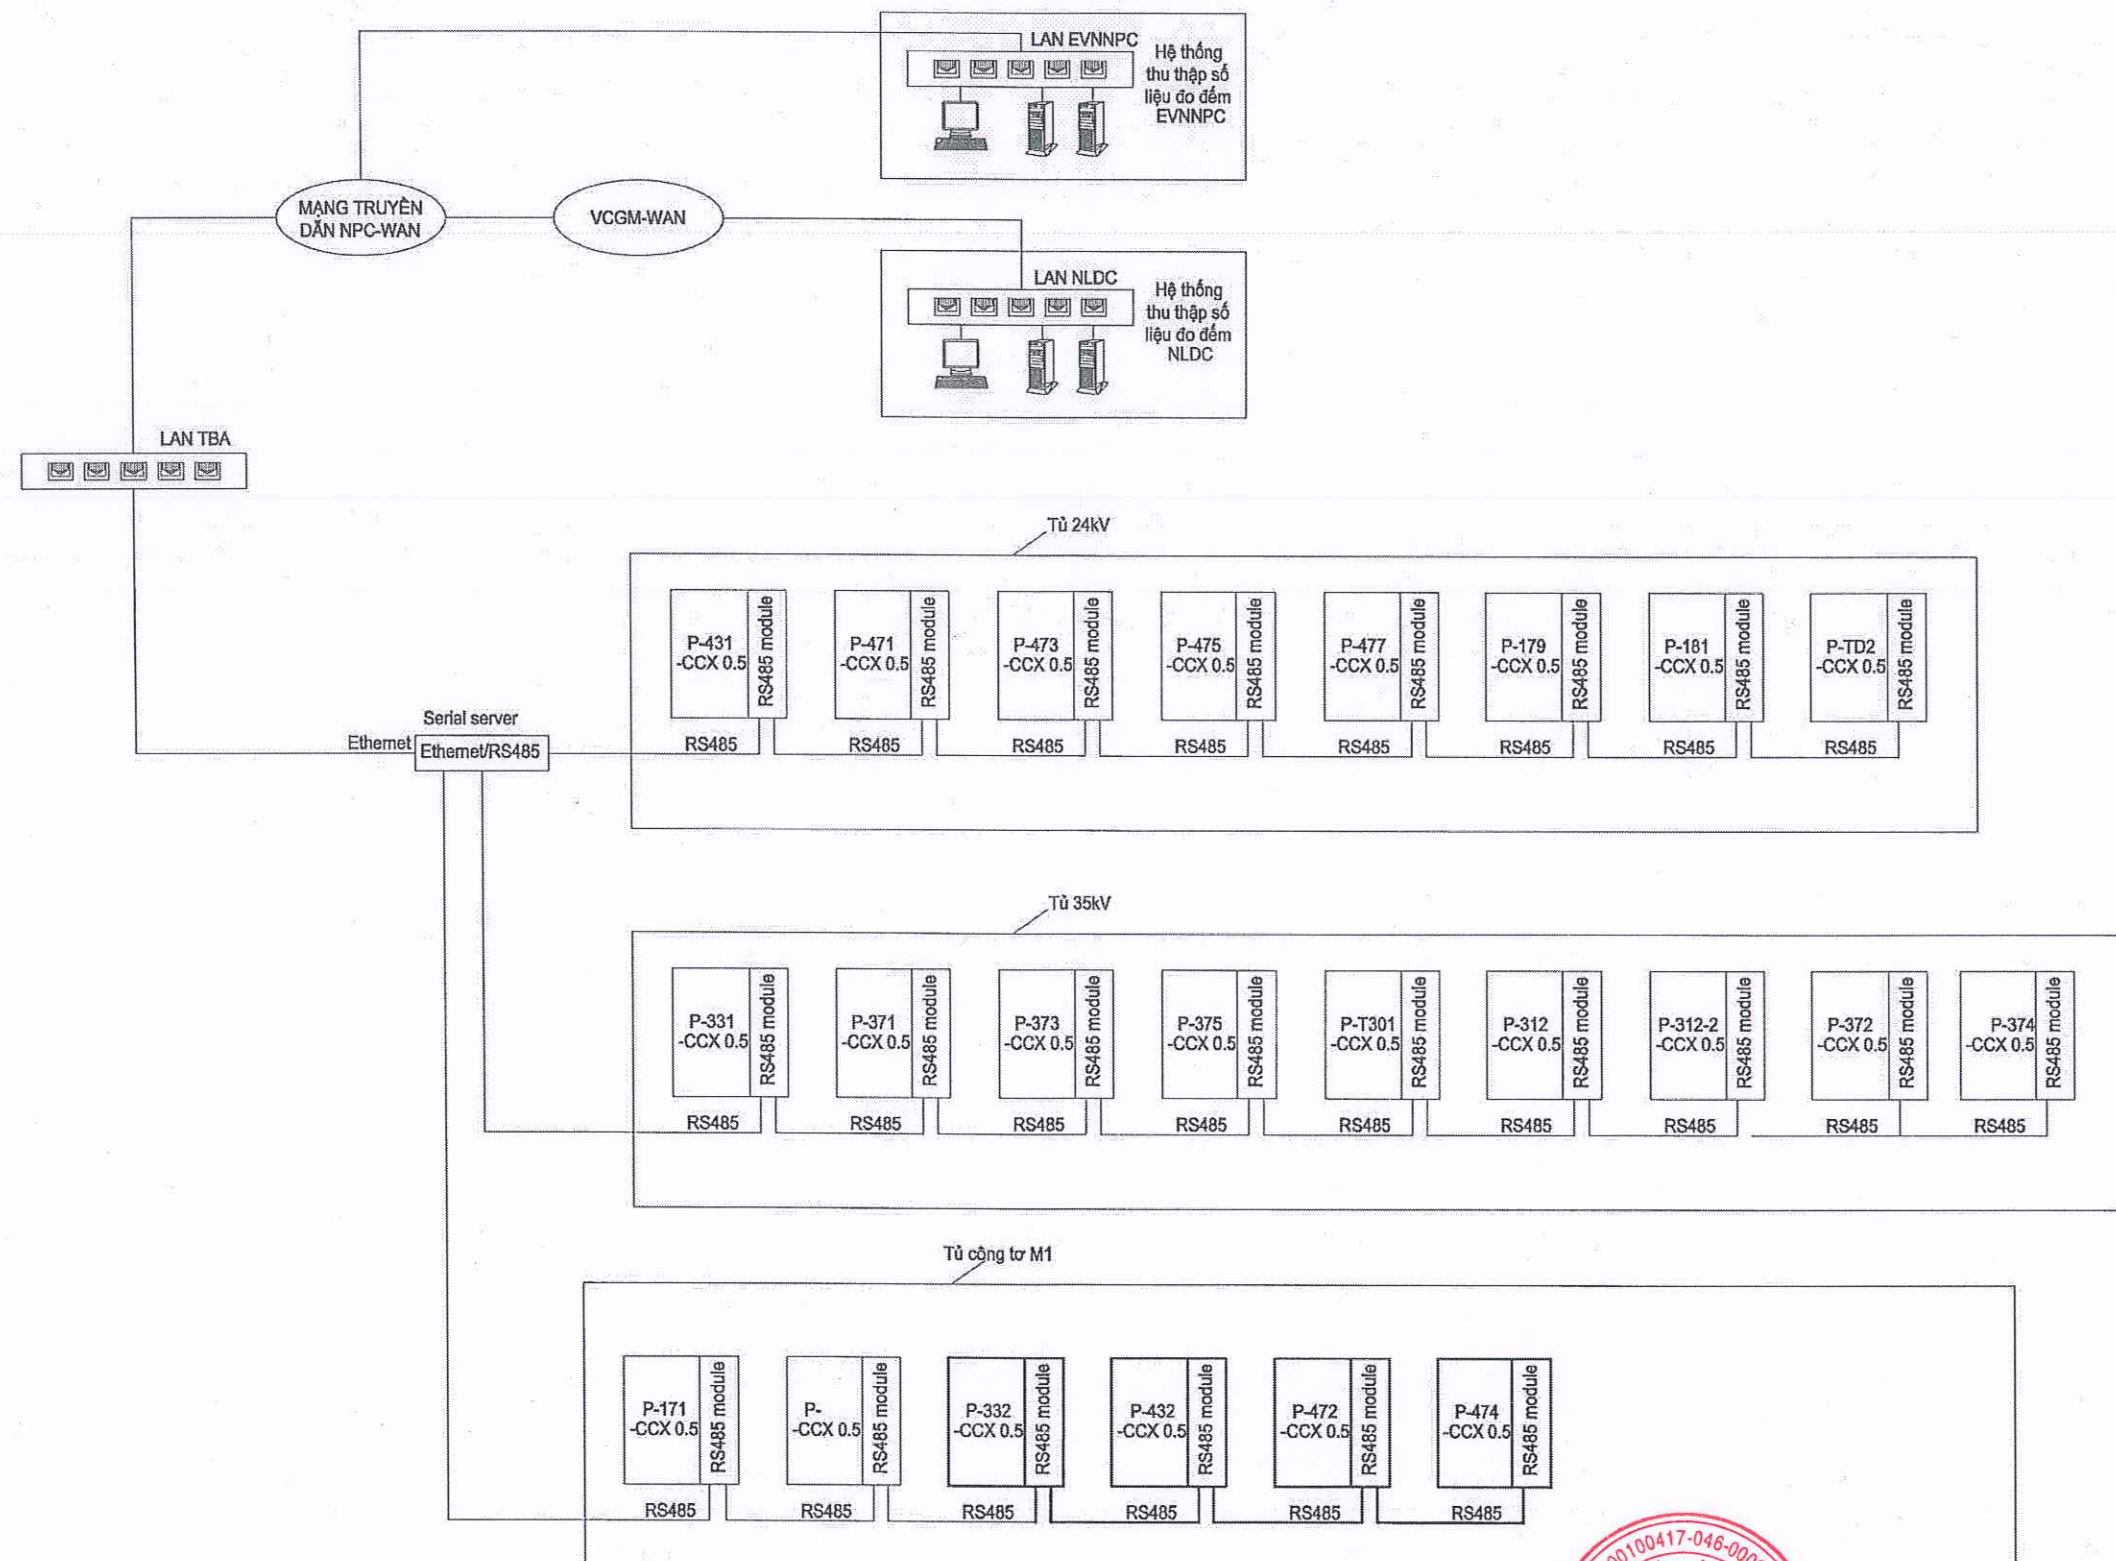 LAN EVNNPC
Hệ thống
thu thập số
liệu đo đếm
EVNNPC
MẠNG TRUYỀN
DẪN NPC-WAN
VCGM-WAN
LAN NLDC
Hệ thống
thu thập số
liệu đo đếm
NLDC
LAN TBA
Tủ 24kV
P-431
-CCX 0.5
RS485 module
P-471
-CCX 0.5
RS485 module
P-473
-CCX 0.5
RS485 module
P-475
-CCX 0.5
RS485 module
P-477
-CCX 0.5
RS485 module
P-179
-CCX 0.5
RS485 module
P-181
-CCX 0.5
RS485 module
P-TD2
-CCX 0.5
RS485 module
Serial server
Ethernet
Ethernet/RS485
RS485
RS485
RS485
RS485
RS485
RS485
RS485
RS485
Tủ 35kV
P-331
-CCX 0.5
RS485 module
P-371
-CCX 0.5
RS485 module
P-373
-CCX 0.5
RS485 module
P-375
-CCX 0.5
RS485 module
P-T301
-CCX 0.5
RS485 module
P-312
-CCX 0.5
RS485 module
P-312-2
-CCX 0.5
RS485 module
P-372
-CCX 0.5
RS485 module
P-374
-CCX 0.5
RS485 module
RS485
RS485
RS485
RS485
RS485
RS485
RS485
RS485
RS485
Tủ công tơ M1
P-171
-CCX 0.5
RS485 module
P-
-CCX 0.5
RS485 module
P-332
-CCX 0.5
RS485 module
P-432
-CCX 0.5
RS485 module
P-472
-CCX 0.5
RS485 module
P-474
-CCX 0.5
RS485 module
RS485
RS485
RS485
RS485
RS485
RS485